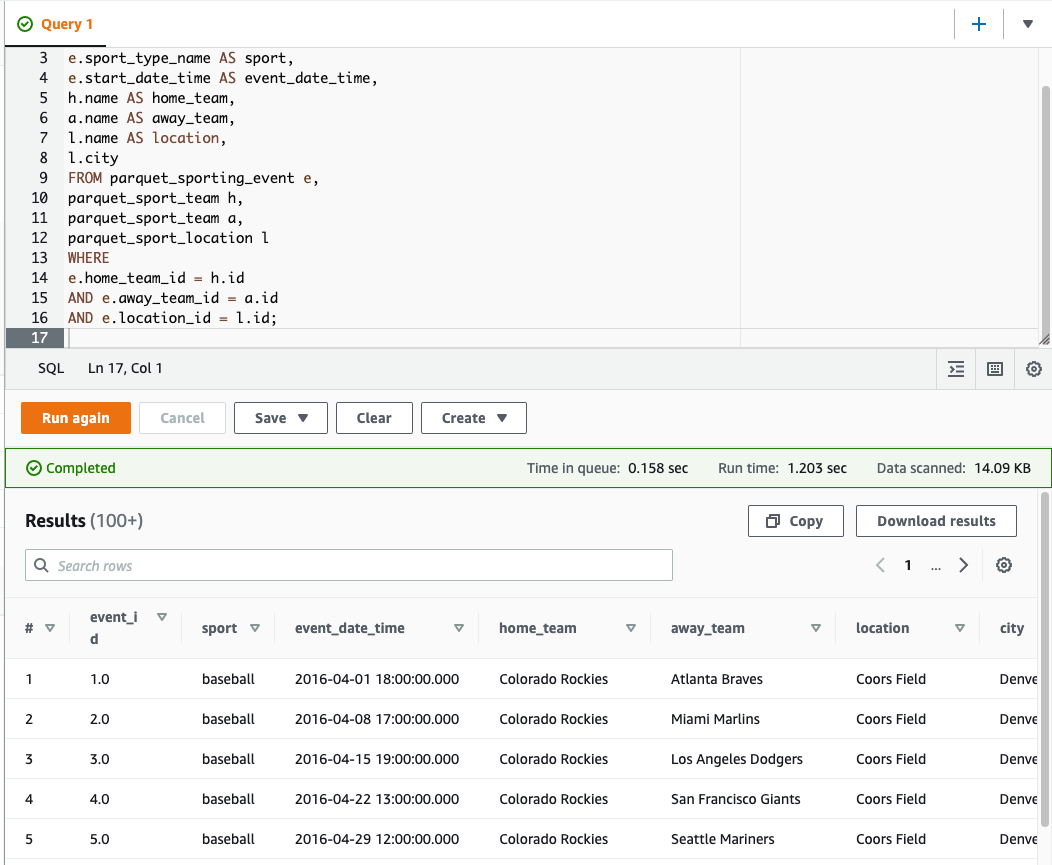 Query 1
3 e.sport_type_name AS sport,
4 e.start_date_time AS event_date_time,
5 h.name AS home_team,
6 a.name AS away_team,
7 l.name AS location,
8 l.city
9 FROM parquet_sporting_event e,
10 parquet_sport_team h,
11 parquet_sport_team a,
12 parquet_sport_location l
13 WHERE
14 e.home_team_id = h.id
15 AND e.away_team_id = a.id
16 AND e.location_id = l.id;
17
SQL Ln 17, Col 1
Run again Cancel Save Clear Create
Completed Time in queue: 0.158 sec Run time: 1.203 sec Data scanned: 14.09 KB
Results (100+) Copy Download results
Search rows 1 ...
# event_i
d sport event_date_time home_team away_team location city
1 1.0 baseball 2016-04-01 18:00:00.000 Colorado Rockies Atlanta Braves Coors Field Denve
2 2.0 baseball 2016-04-08 17:00:00.000 Colorado Rockies Miami Marlins Coors Field Denve
3 3.0 baseball 2016-04-15 19:00:00.000 Colorado Rockies Los Angeles Dodgers Coors Field Denve
4 4.0 baseball 2016-04-22 13:00:00.000 Colorado Rockies San Francisco Giants Coors Field Denve
5 5.0 baseball 2016-04-29 12:00:00.000 Colorado Rockies Seattle Mariners Coors Field Denve